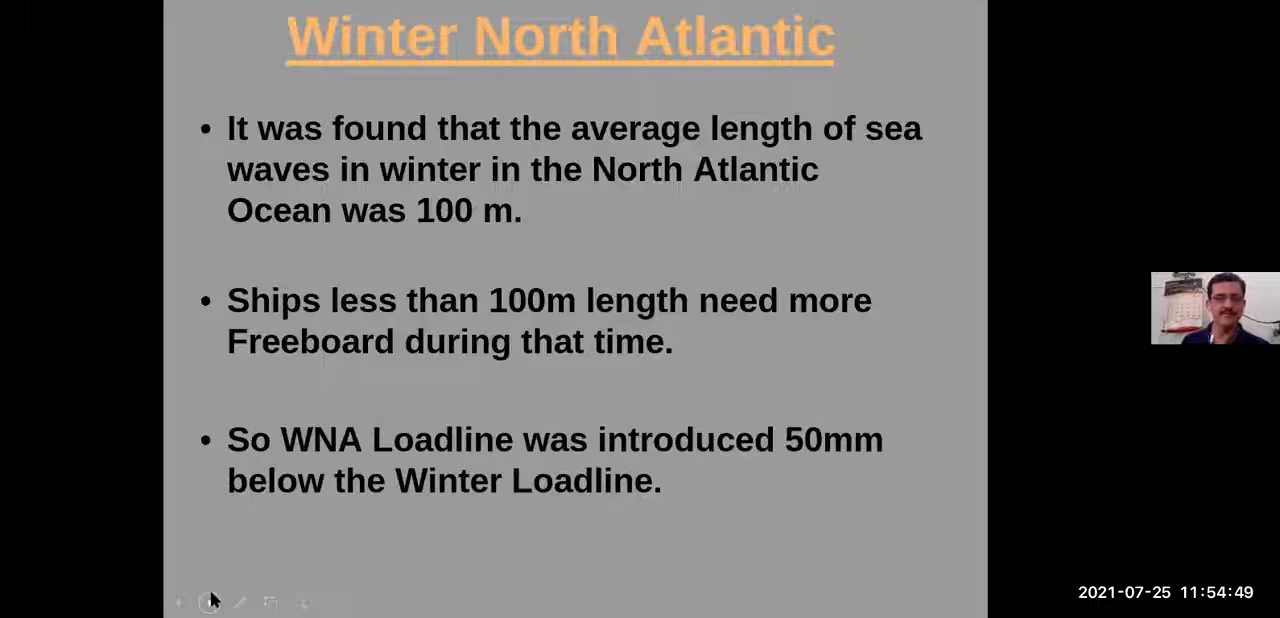 Winter North Atlantic
• It was found that the average length of sea
waves in winter in the North Atlantic
Ocean was 100 m.
• Ships less than 100m length need more
Freeboard during that time.
• So WNA Loadline was introduced 50mm
below the Winter Loadline.
2021-07-25 11:54:49